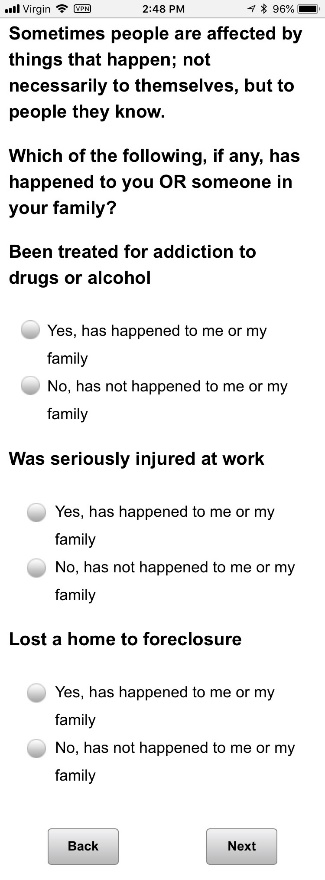 Virgin VPN 2:48 PM 96%
Sometimes people are affected by
things that happen; not
necessarily to themselves, but to
people they know.
Which of the following, if any, has
happened to you OR someone in
your family?
Been treated for addiction to
drugs or alcohol
Yes, has happened to me or my
family
No, has not happened to me or my
family
Was seriously injured at work
Yes, has happened to me or my
family
No, has not happened to me or my
family
Lost a home to foreclosure
Yes, has happened to me or my
family
No, has not happened to me or my
family
Back Next